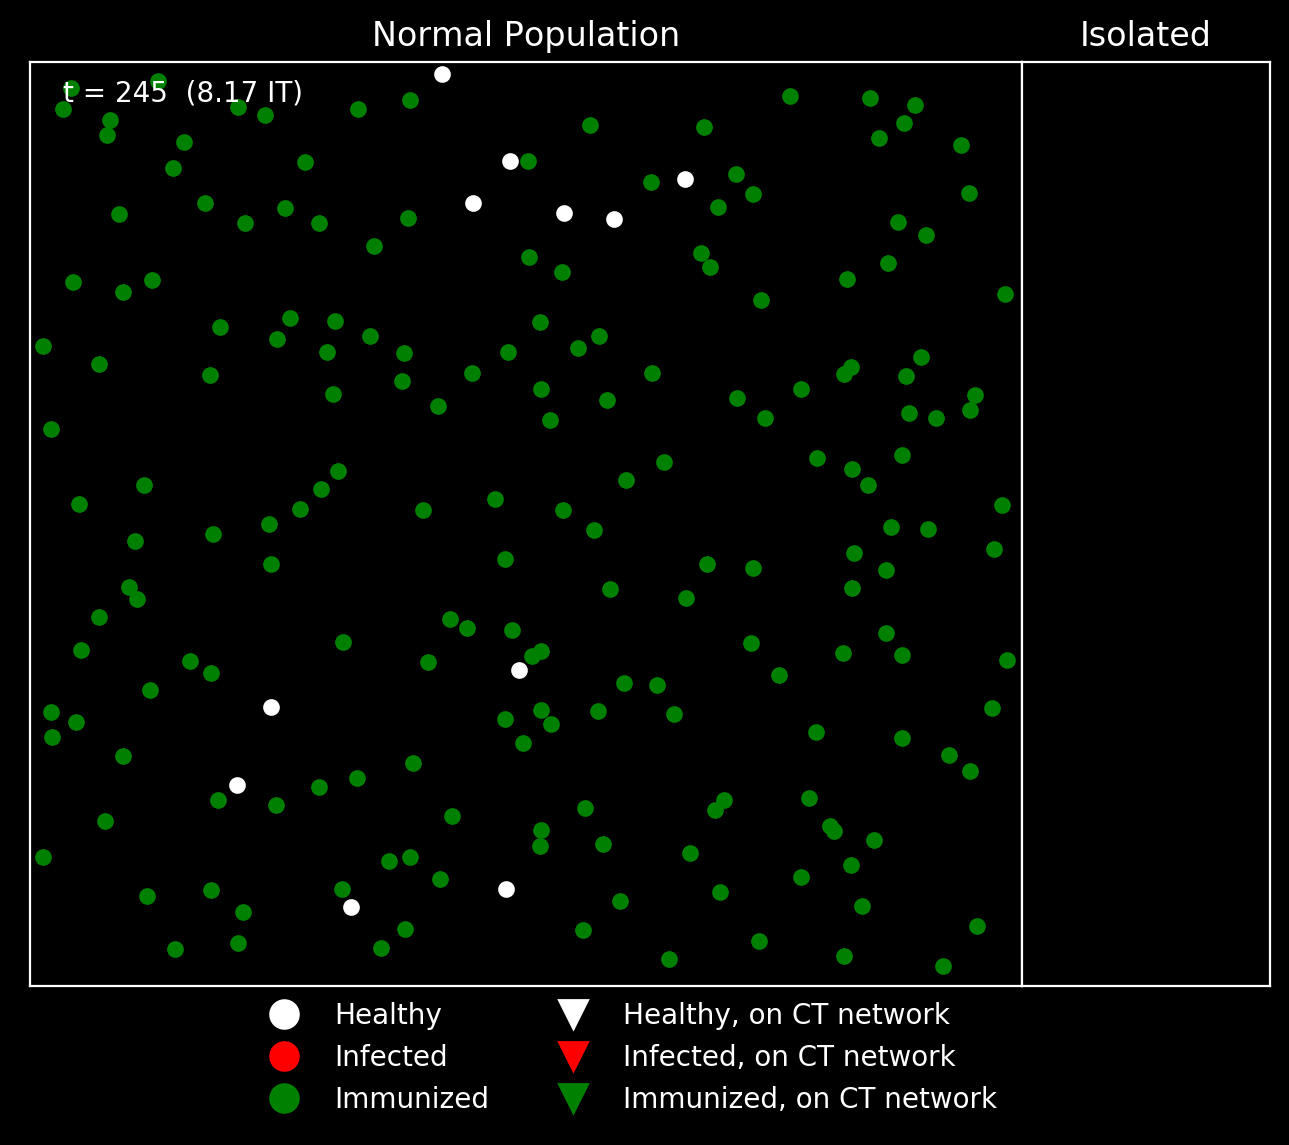 Normal Population
Isolated
t = 245  (8.17 IT)
Healthy
Healthy, on CT network
Infected
Infected, on CT network
Immunized
Immunized, on CT network